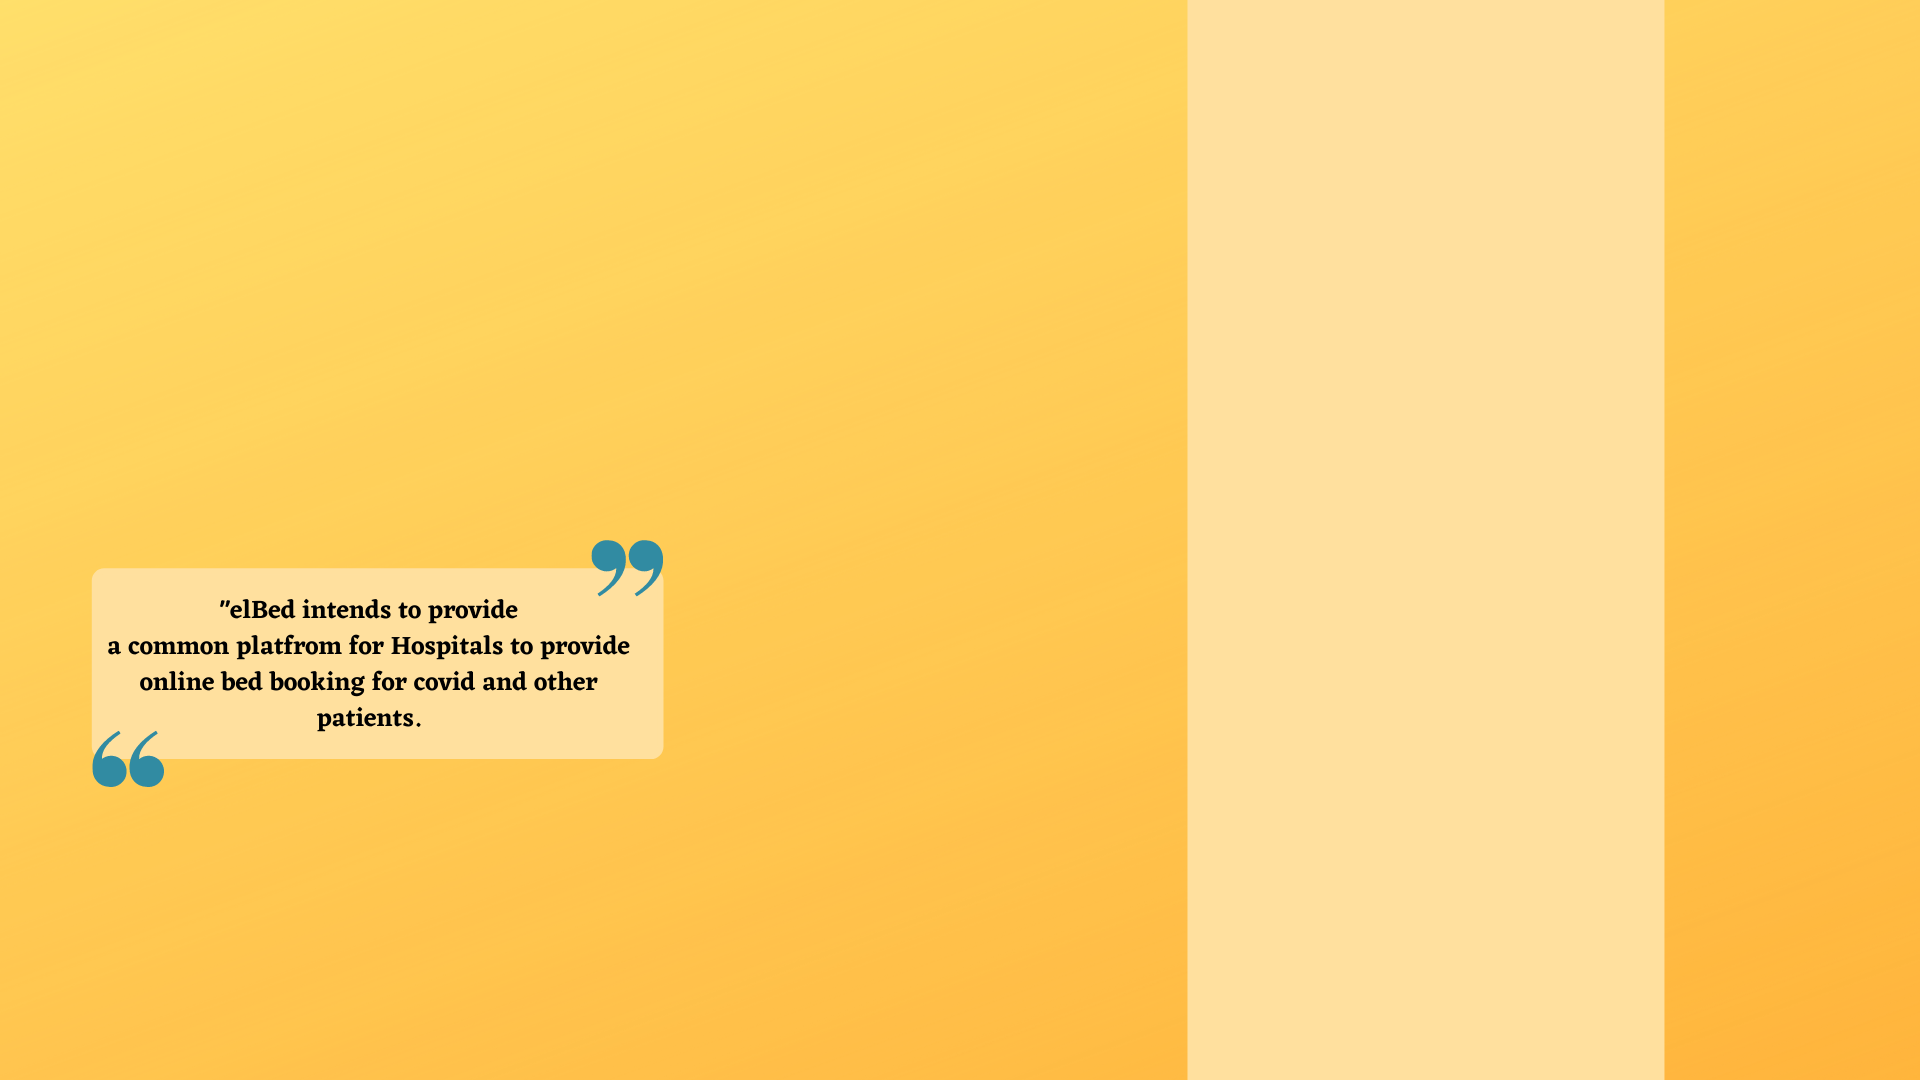 "elBed intends to provide
a common platfrom for Hospitals to provide
online bed booking for covid and other
patients.